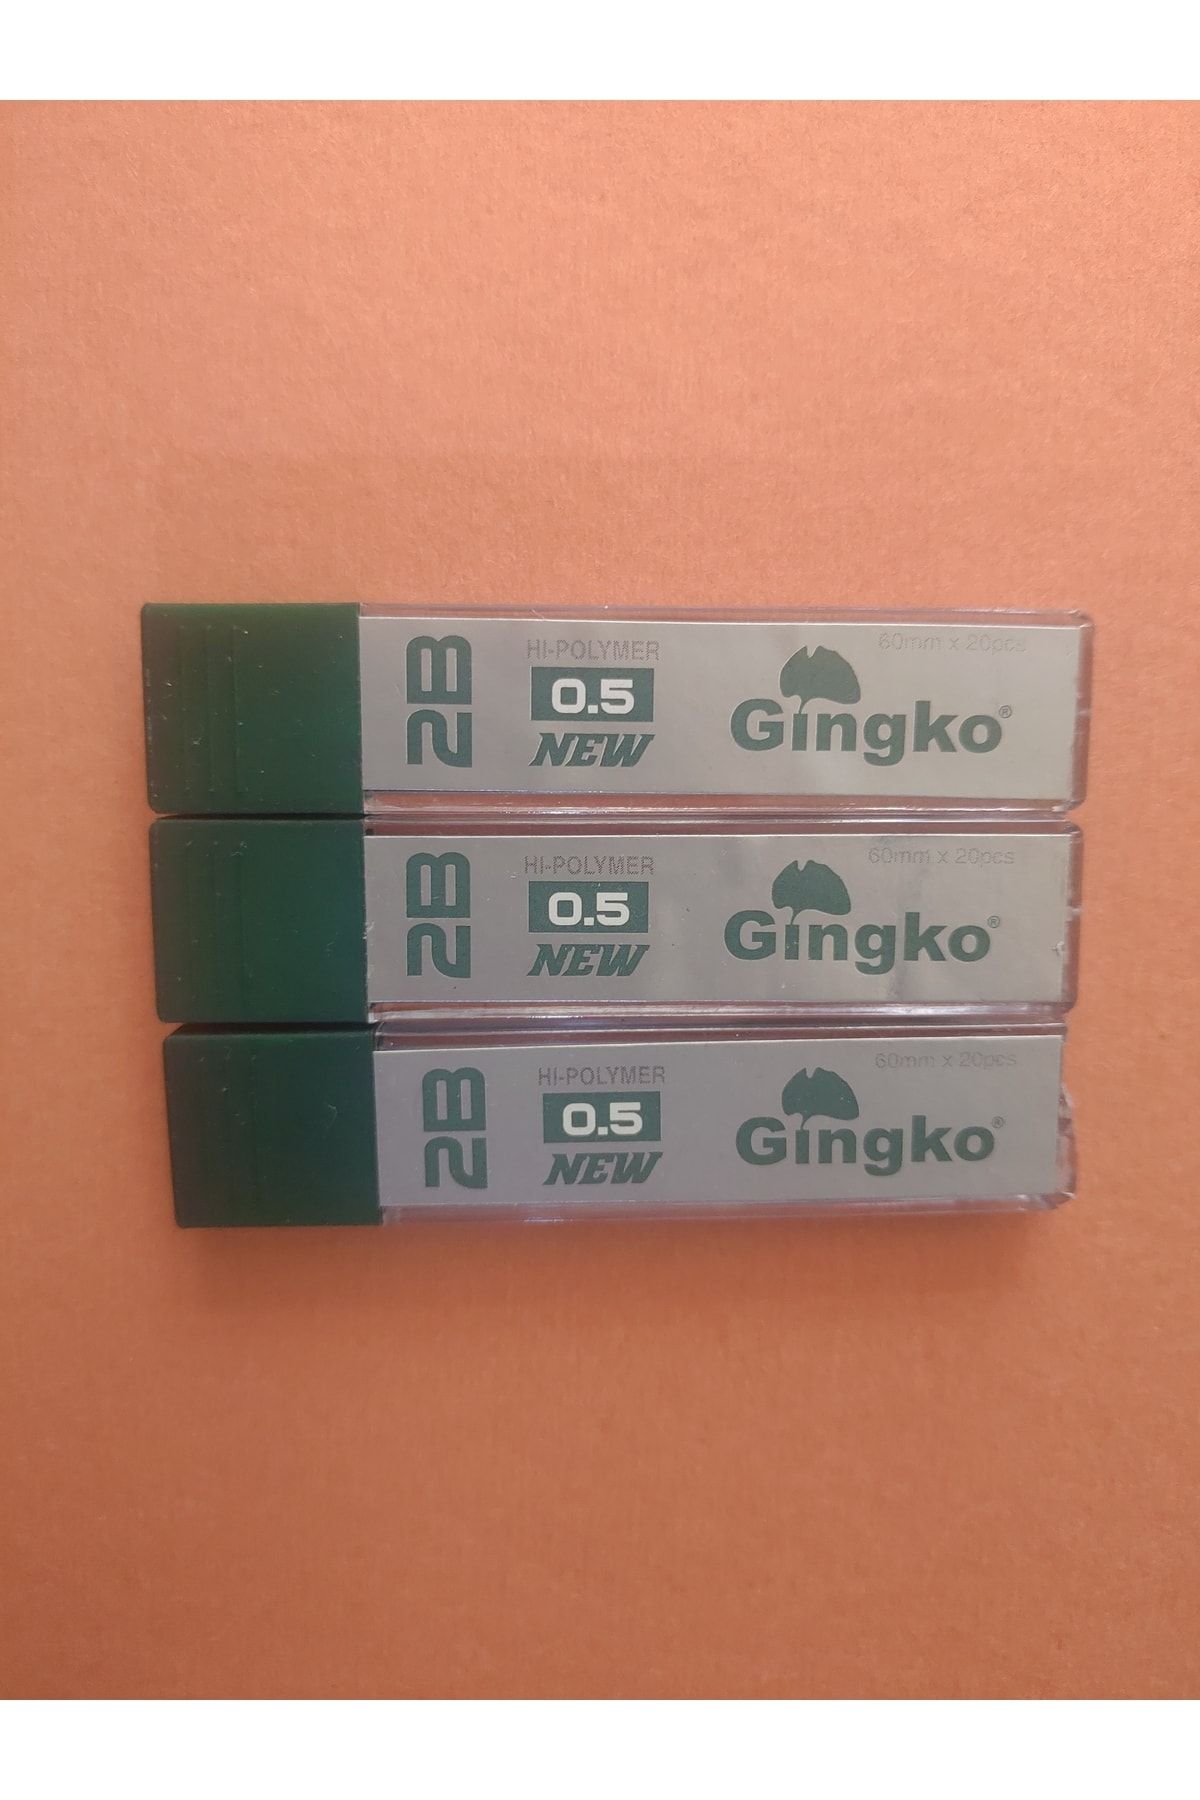 2B
HI-POLYMER
0.5
NEW
Gingko®
60mm x 20pcs
2B
HI-POLYMER
0.5
NEW
Gingko®
60mm x 20pcs
2B
HI-POLYMER
0.5
NEW
Gingko®
60mm x 20pcs